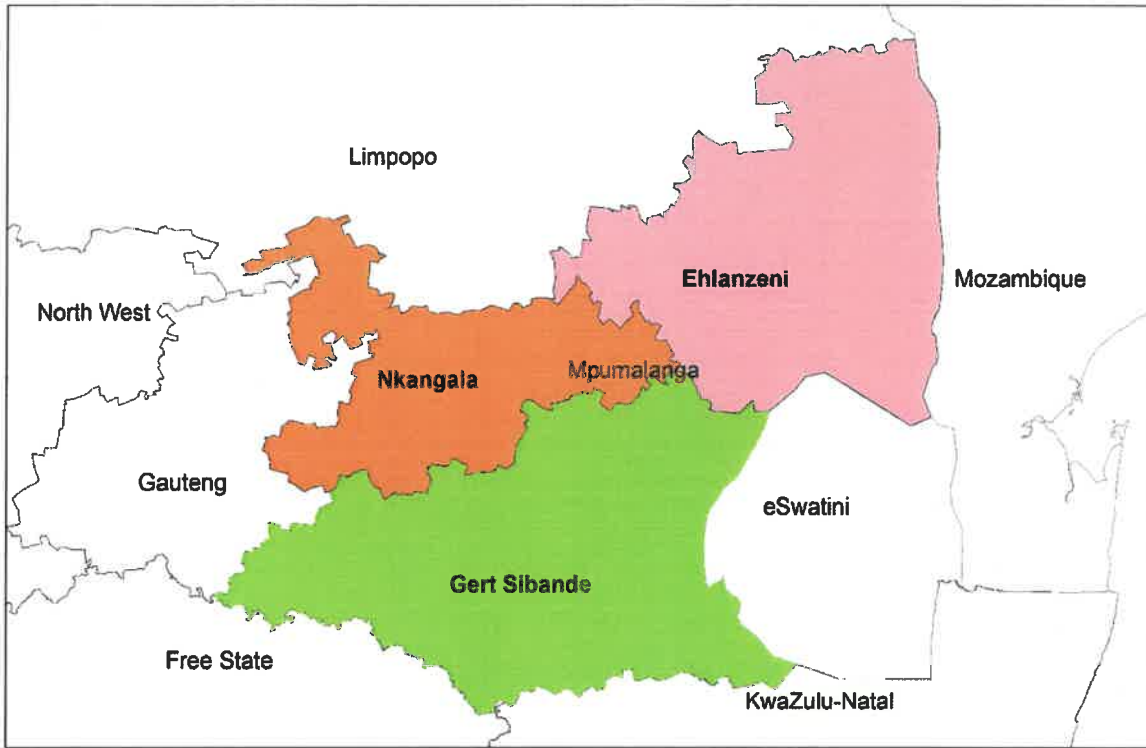 Limpopo
Ehlanzeni
Mozambique
North West
Nkangala
Mpumalanga
Gauteng
eSwatini
Gert Sibande
Free State
KwaZulu-Natal